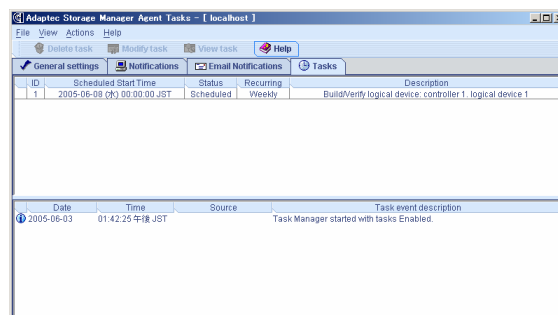 Adaptec Storage Manager Agent Tasks - [ localhost ]
File View Actions Help
Delete task Modify task View task Help
General settings Notifications Email Notifications Tasks
ID Scheduled Start Time Status Recurring Description
1 2005-06-08 (水) 00:00:00 JST Scheduled Weekly Build/Verify logical device: controller 1, logical device 1
Date Time Source Task event description
2005-06-03 01:42:25 午後 JST Task Manager started with tasks Enabled.